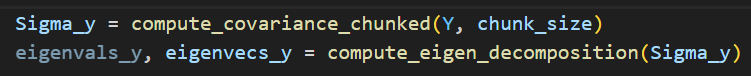 Sigma_y = compute_covariance_chunked(Y, chunk_size)
eigenvals_y, eigenvecs_y = compute_eigen_decomposition(Sigma_y)